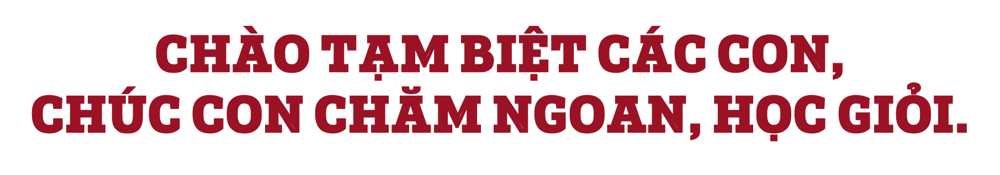 CHÀO TẠM BIỆT CÁC CON,
CHÚC CON CHĂM NGOAN, HỌC GIỎI.